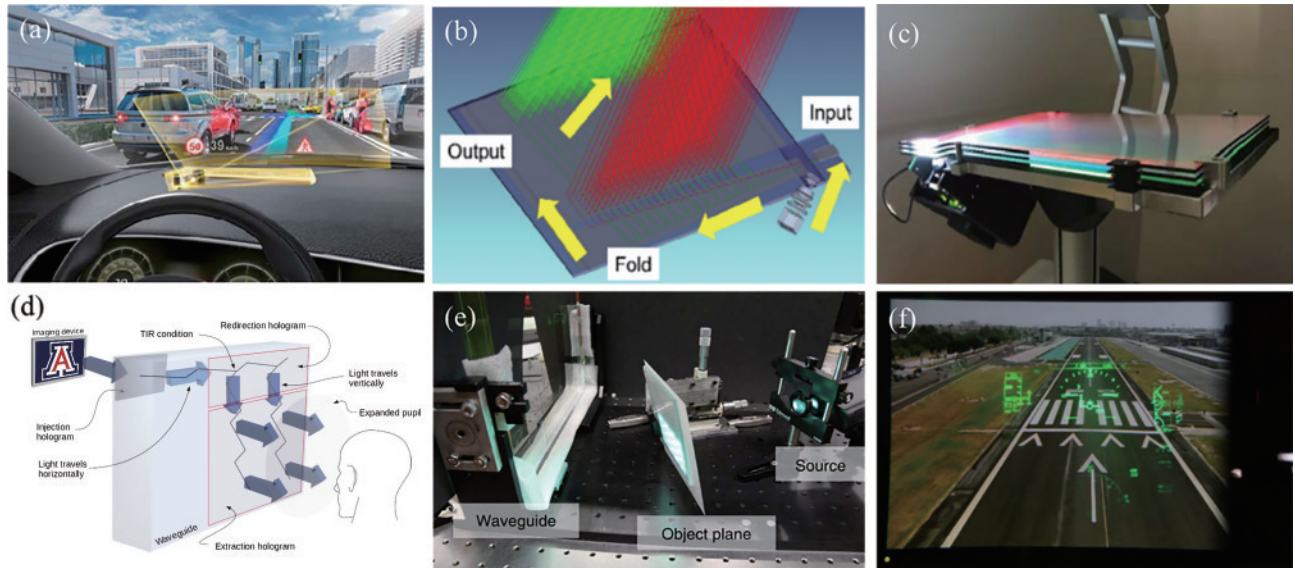 (a)
50
39 km/h
(b)
Input
Output
Fold
(c)
(d)
Imaging device
A
TIR condition
Redirection hologram
Light travels
vertically
Expanded pupil
Injection
hologram
Light travels
horizontally
Waveguide
Extraction hologram
(e)
Source
Waveguide
Object plane
(f)